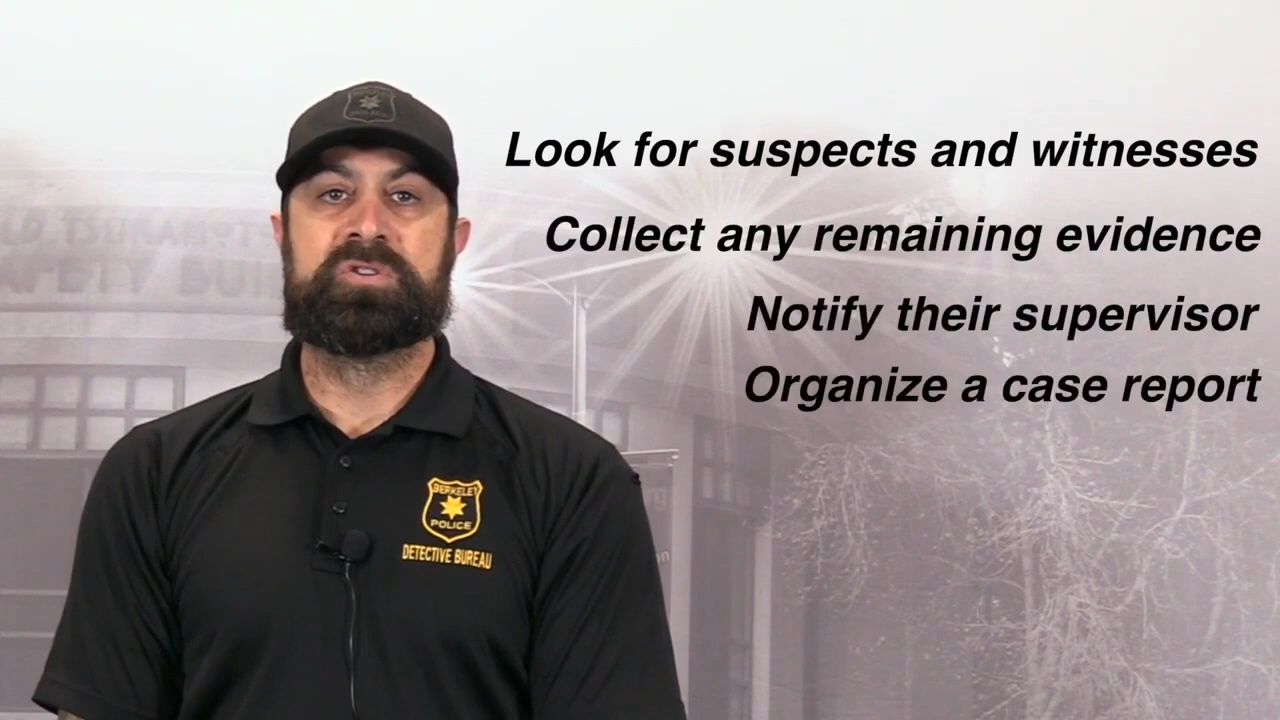 Look for suspects and witnesses
Collect any remaining evidence
Notify their supervisor
Organize a case report
BERKELEY
POLICE
DETECTIVE BUREAU